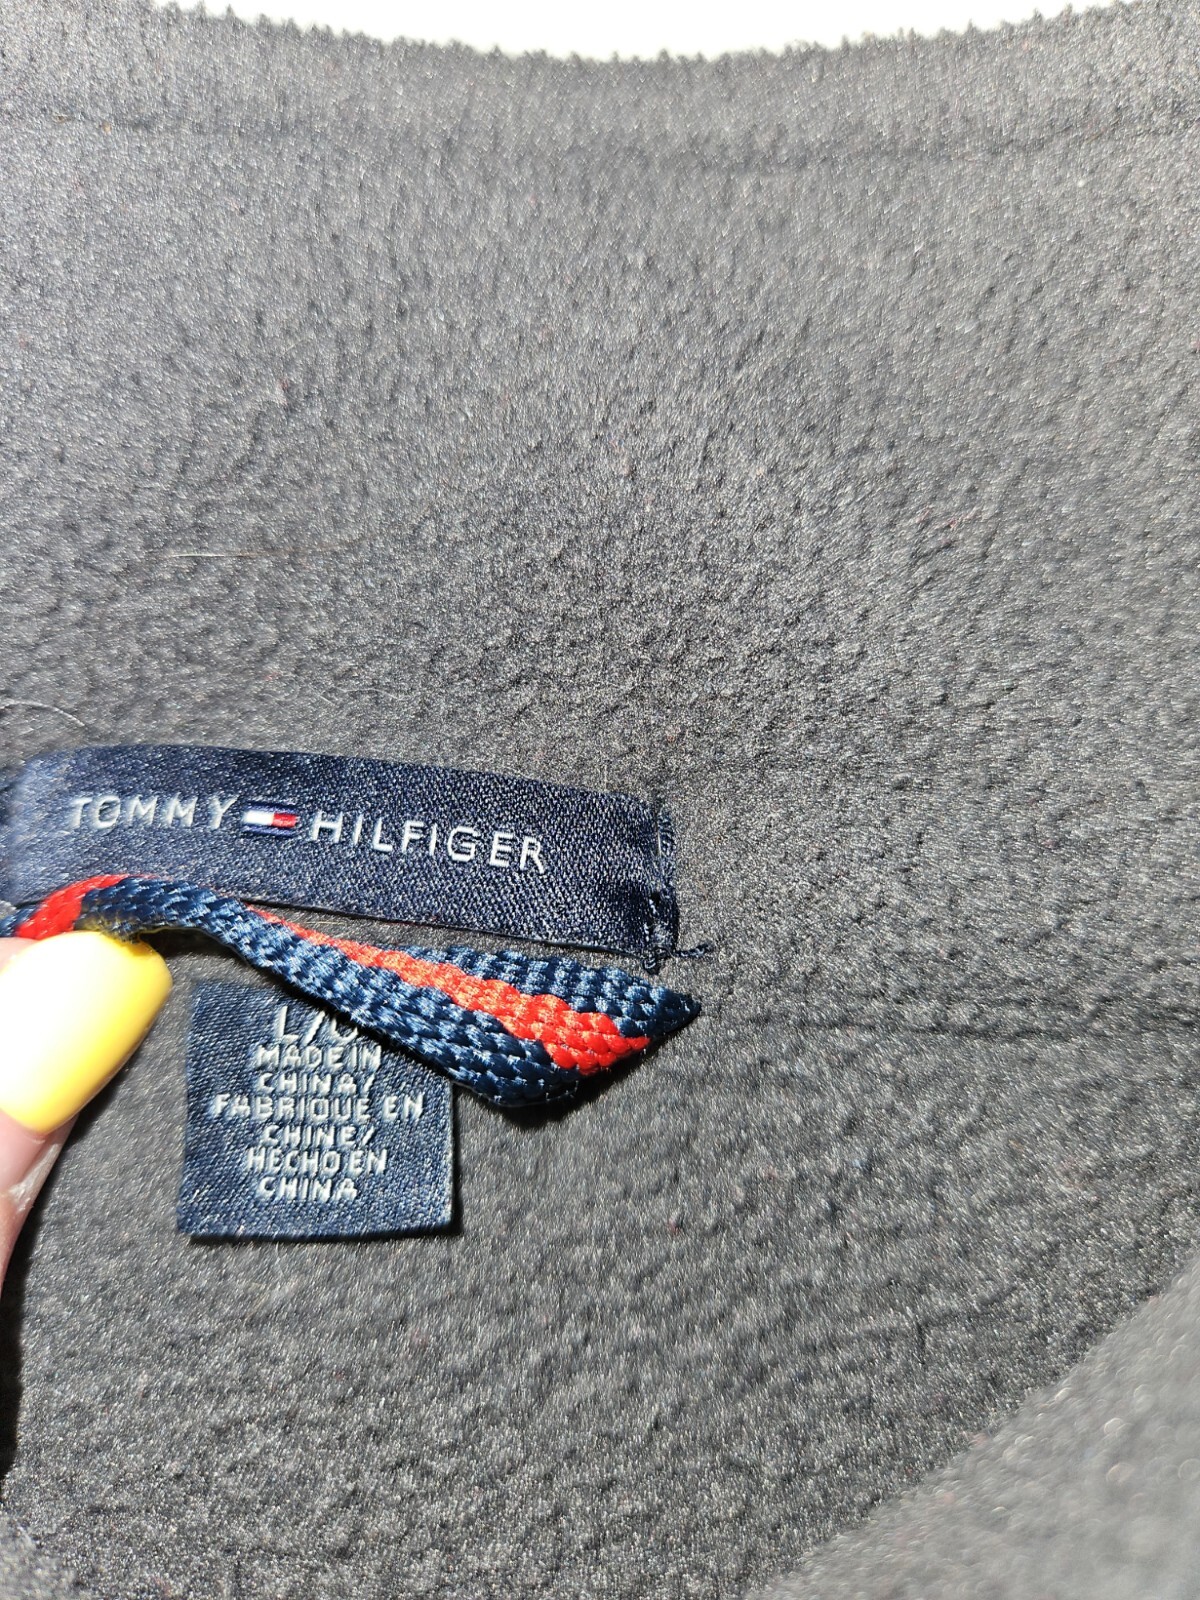 TOMMY HILFIGER
L/G
MADE IN
CHINA/
FABRIQUE EN
CHINE/
HECHO EN
CHINA